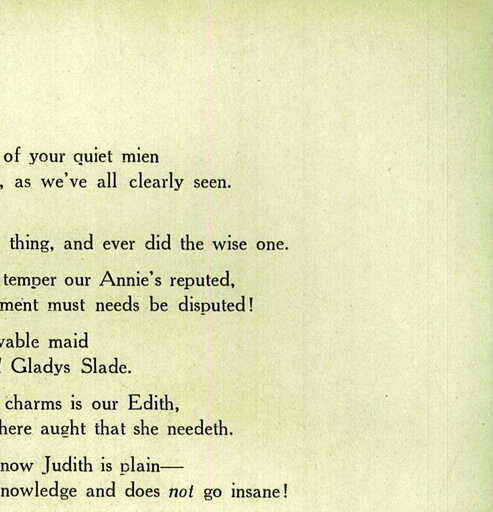 of your quiet mien
, as we've all clearly seen.
thing, and ever did the wise one.
temper our Annie's reputed,
ment must needs be disputed!
vable maid
! Gladys Slade.
charms is our Edith,
here aught that she needeth.
now Judith is plain—
nowledge and does not go insane!